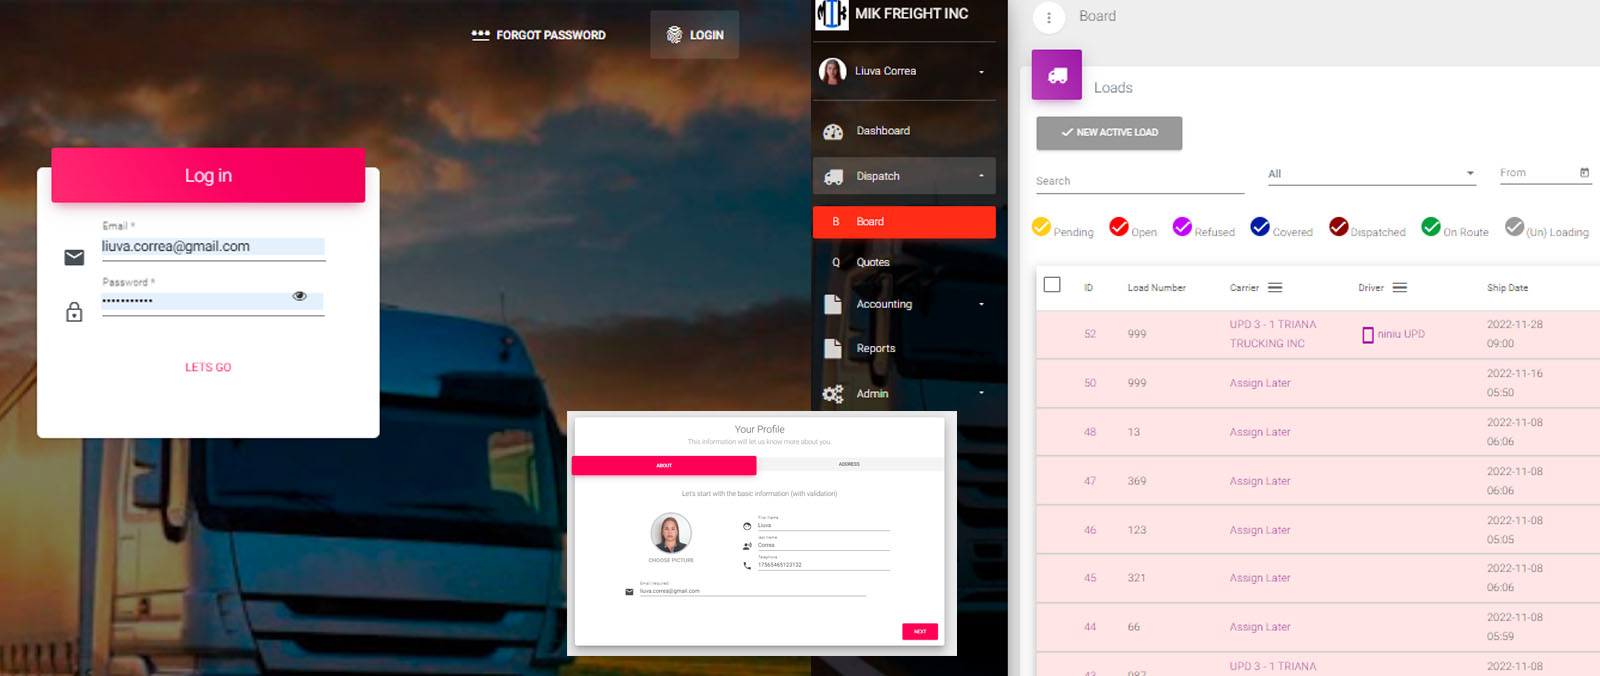 FORGOT PASSWORD
LOGIN
Log in
Email *
liuva.correa@gmail.com
Password *
•••••••••••
LETS GO
MIK
MIK FREIGHT INC
Liuva Correa
Dashboard
Dispatch
B Board
Q Quotes
Accounting
Reports
Admin
Your Profile
This information will let us know more about you.
ABOUT
ADDRESS
Let's start with the basic information (with validation)
CHOOSE PICTURE
First Name
Liuva
last name
Correa
Telephone
17565465123132
Email (required)
liuva.correa@gmail.com
NEXT
Board
Loads
NEW ACTIVE LOAD
Search
All
From
Pending Open Refused Covered Dispatched On Route (Un) Loading
ID Load Number Carrier Driver Ship Date
52 999 UPD 3 - 1 TRIANA TRUCKING INC niniu UPD 2022-11-28 09:00
50 999 Assign Later 2022-11-16 05:50
48 13 Assign Later 2022-11-08 06:06
47 369 Assign Later 2022-11-08 06:06
46 123 Assign Later 2022-11-08 05:05
45 321 Assign Later 2022-11-08 06:06
44 66 Assign Later 2022-11-08 05:59
43 987 UPD 3 - 1 TRIANA 2022-11-08